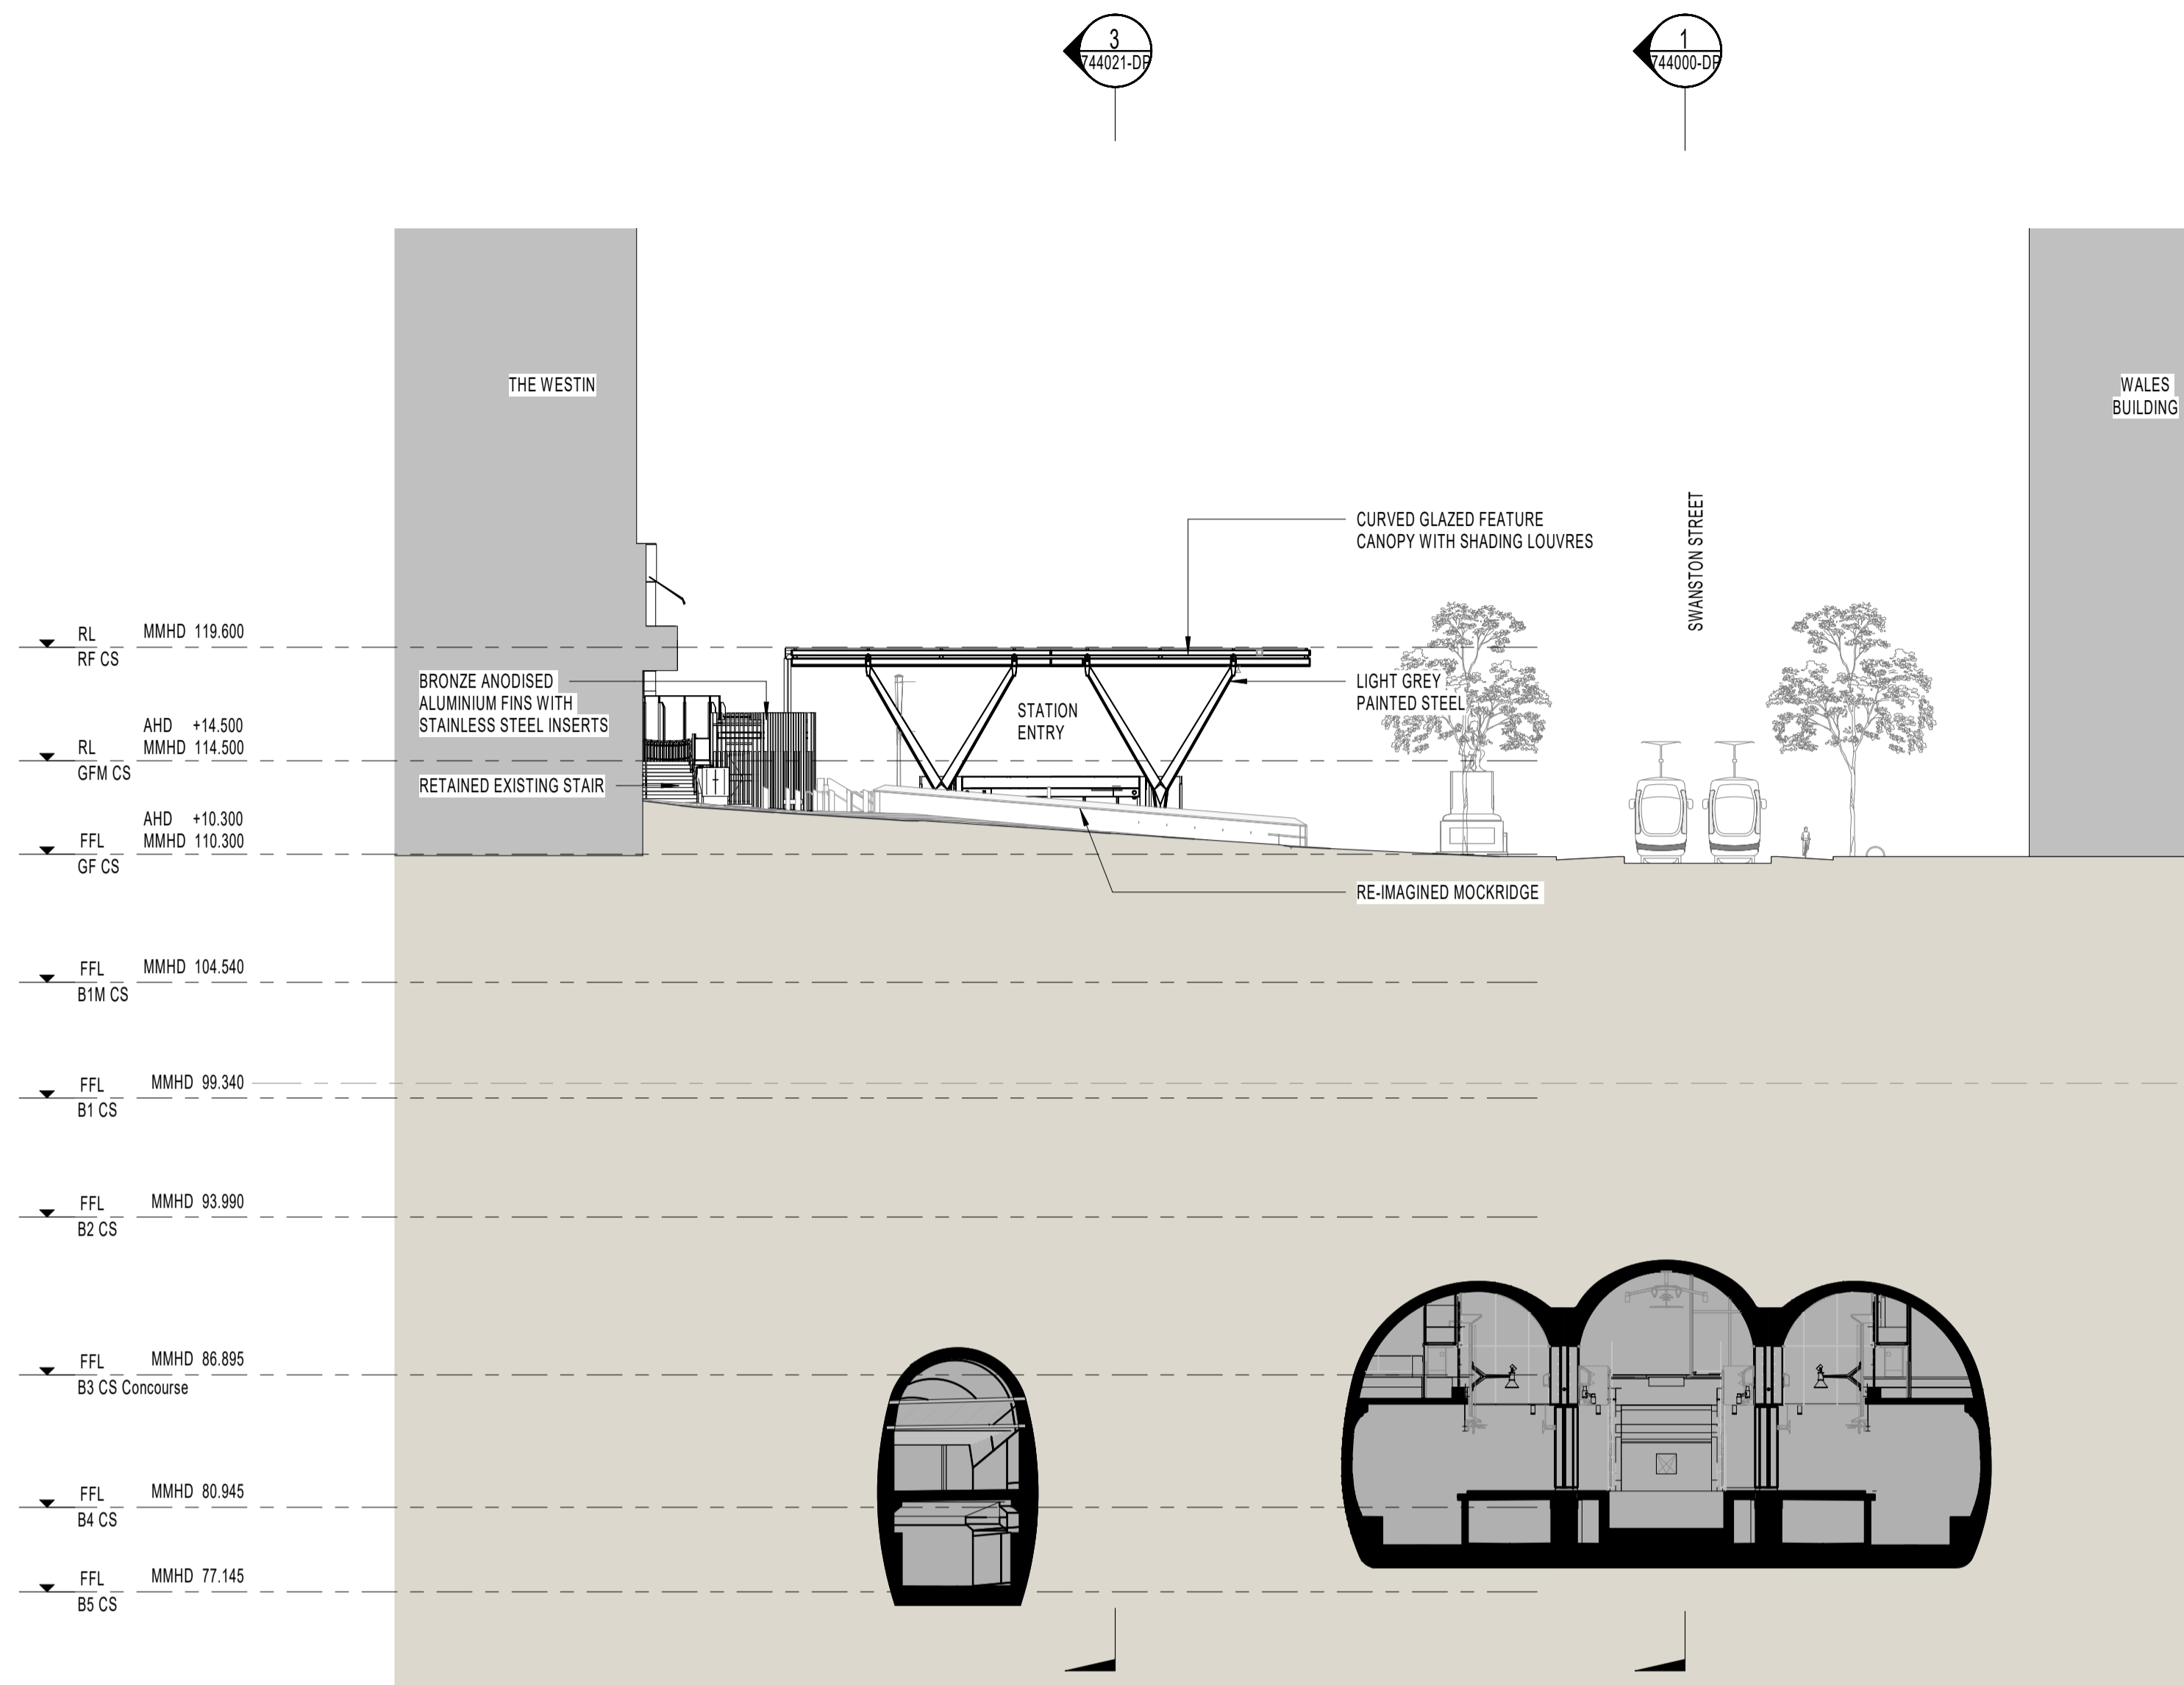 3
744021-DP
1
744000-DP
THE WESTIN
WALES
BUILDING
SWANSTON STREET
CURVED GLAZED FEATURE
CANOPY WITH SHADING LOUVRES
RL MMHD 119.600
RF CS
BRONZE ANODISED
ALUMINIUM FINS WITH
STAINLESS STEEL INSERTS
LIGHT GREY
PAINTED STEEL
STATION
ENTRY
AHD +14.500
RL MMHD 114.500
GFM CS
RETAINED EXISTING STAIR
AHD +10.300
FFL MMHD 110.300
GF CS
RE-IMAGINED MOCKRIDGE
FFL MMHD 104.540
B1M CS
FFL MMHD 99.340
B1 CS
FFL MMHD 93.990
B2 CS
FFL MMHD 86.895
B3 CS Concourse
FFL MMHD 80.945
B4 CS
FFL MMHD 77.145
B5 CS